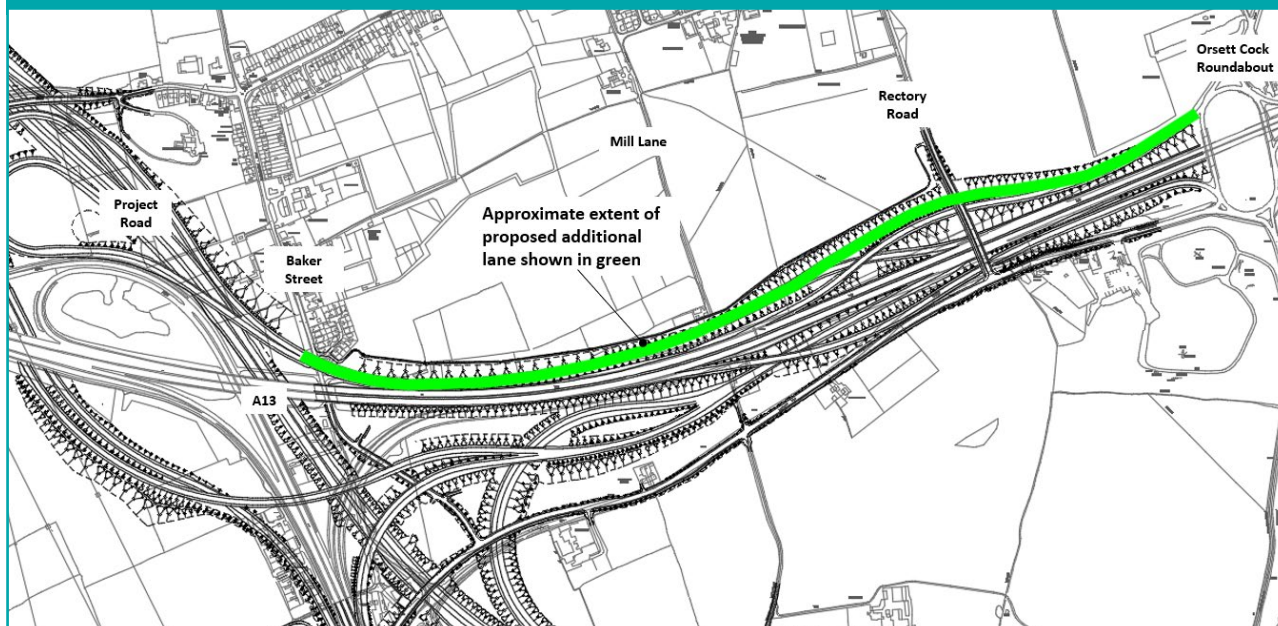 Orsett Cock
Roundabout
Rectory
Road
Mill Lane
Project
Road
Approximate extent of
proposed additional
lane shown in green
Baker
Street
A13